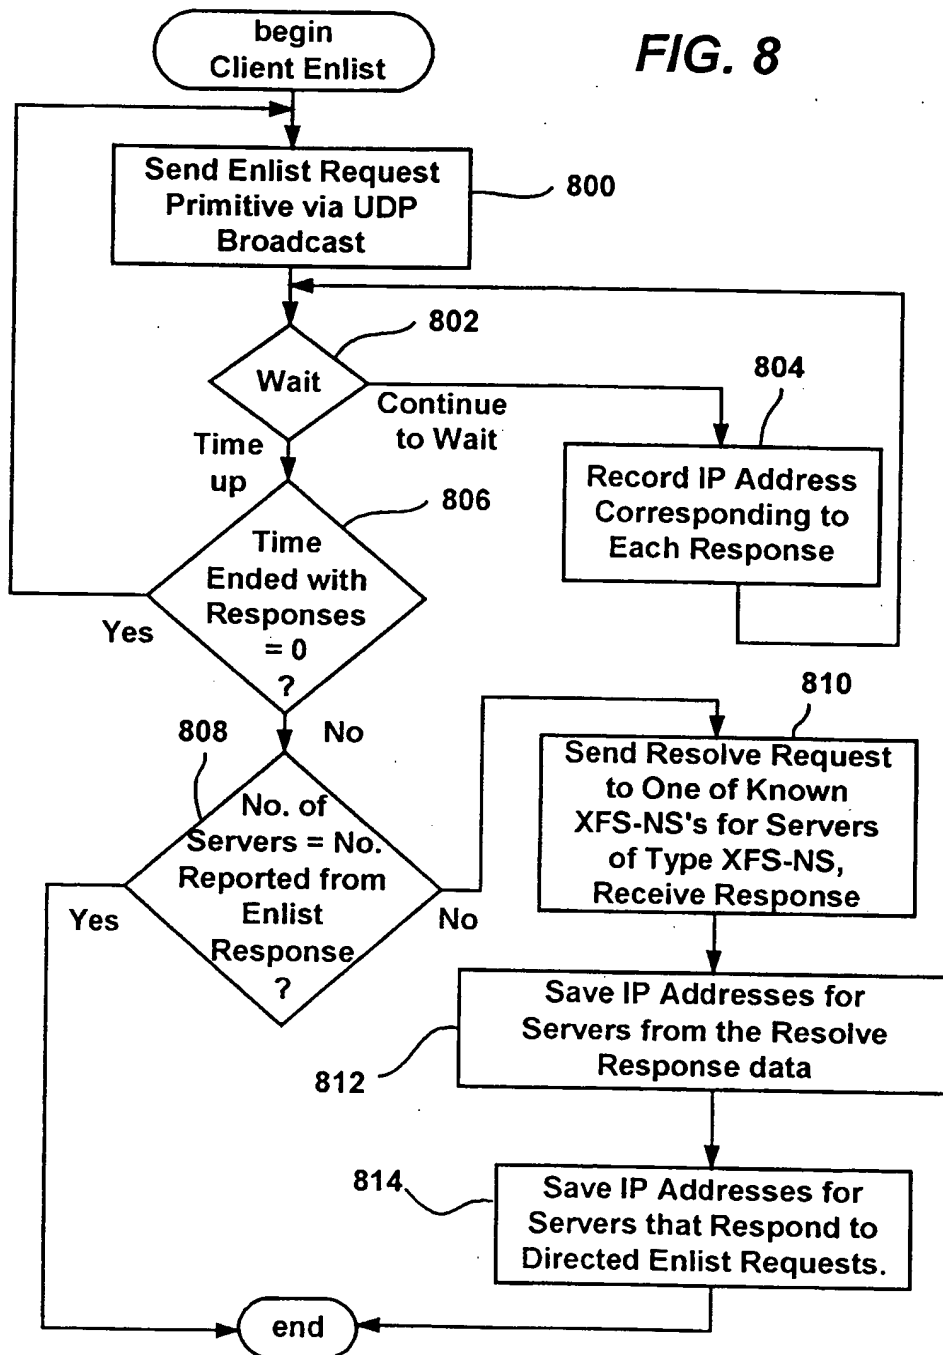 begin
Client Enlist
FIG. 8
Send Enlist Request
Primitive via UDP
Broadcast
800
802
Wait
Continue
to Wait
804
Record IP Address
Corresponding to
Each Response
Time
up
806
Time
Ended with
Responses
= 0
?
Yes
No
808
No. of
Servers = No.
Reported from
Enlist
Response
?
Yes
No
810
Send Resolve Request
to One of Known
XFS-NS's for Servers
of Type XFS-NS,
Receive Response
Save IP Addresses for
Servers from the Resolve
Response data
812
814
Save IP Addresses for
Servers that Respond to
Directed Enlist Requests.
end